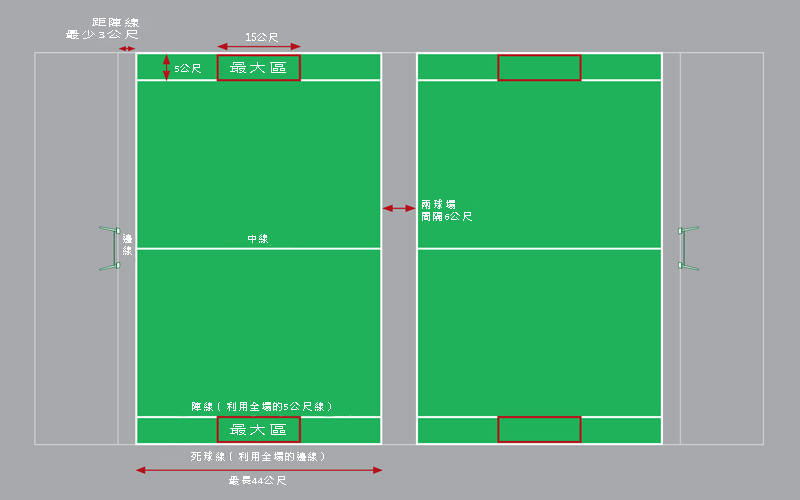 距陣線
最少3公尺
15公尺
5公尺
最大區
兩球場
間隔6公尺
邊線
中線
陣線（利用全場的5公尺線）
最大區
死球線（利用全場的邊線）
最長44公尺